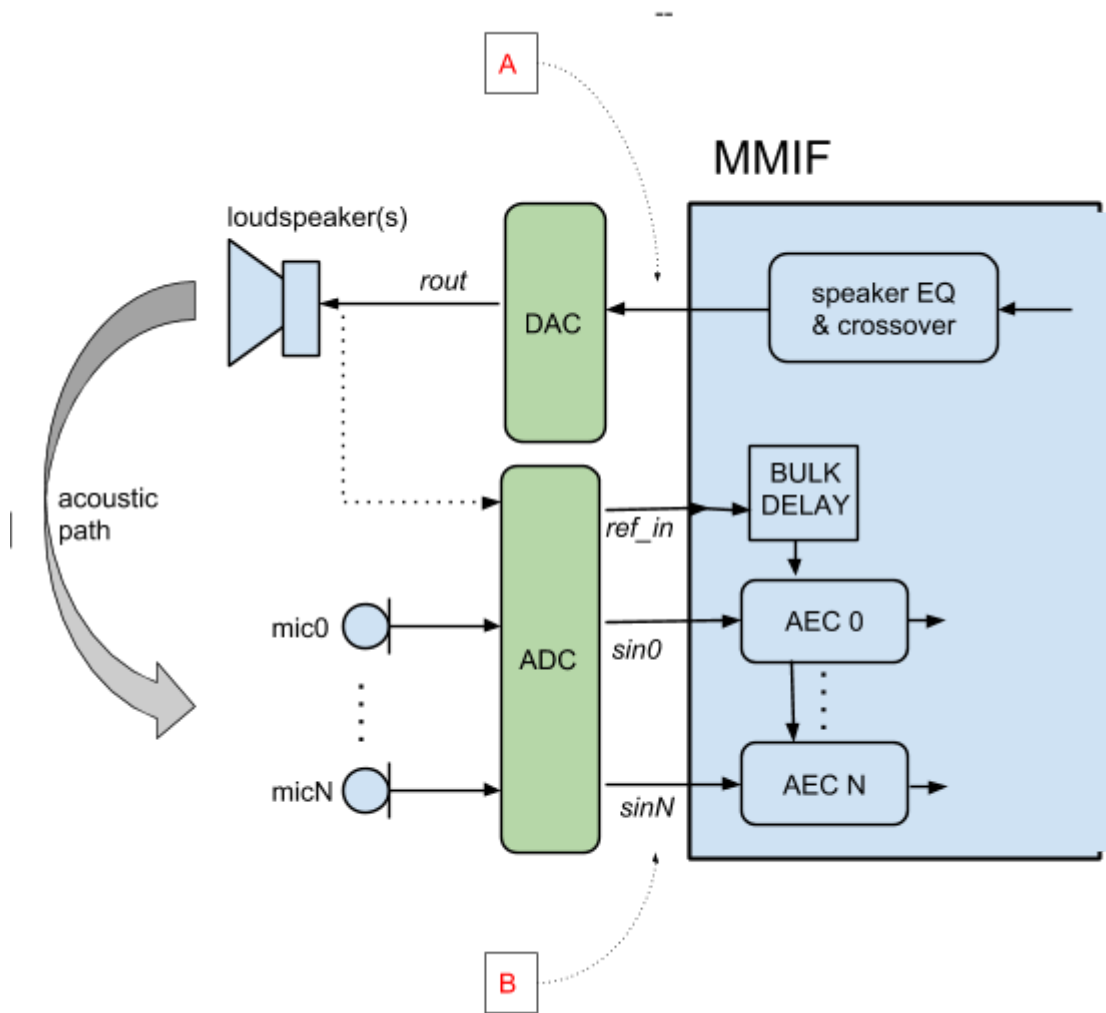 --
A
MMIF
loudspeaker(s)
rout
DAC
speaker EQ
& crossover
acoustic
path
BULK
DELAY
ref_in
mic0
ADC
sin0
AEC 0
micN
sinN
AEC N
B